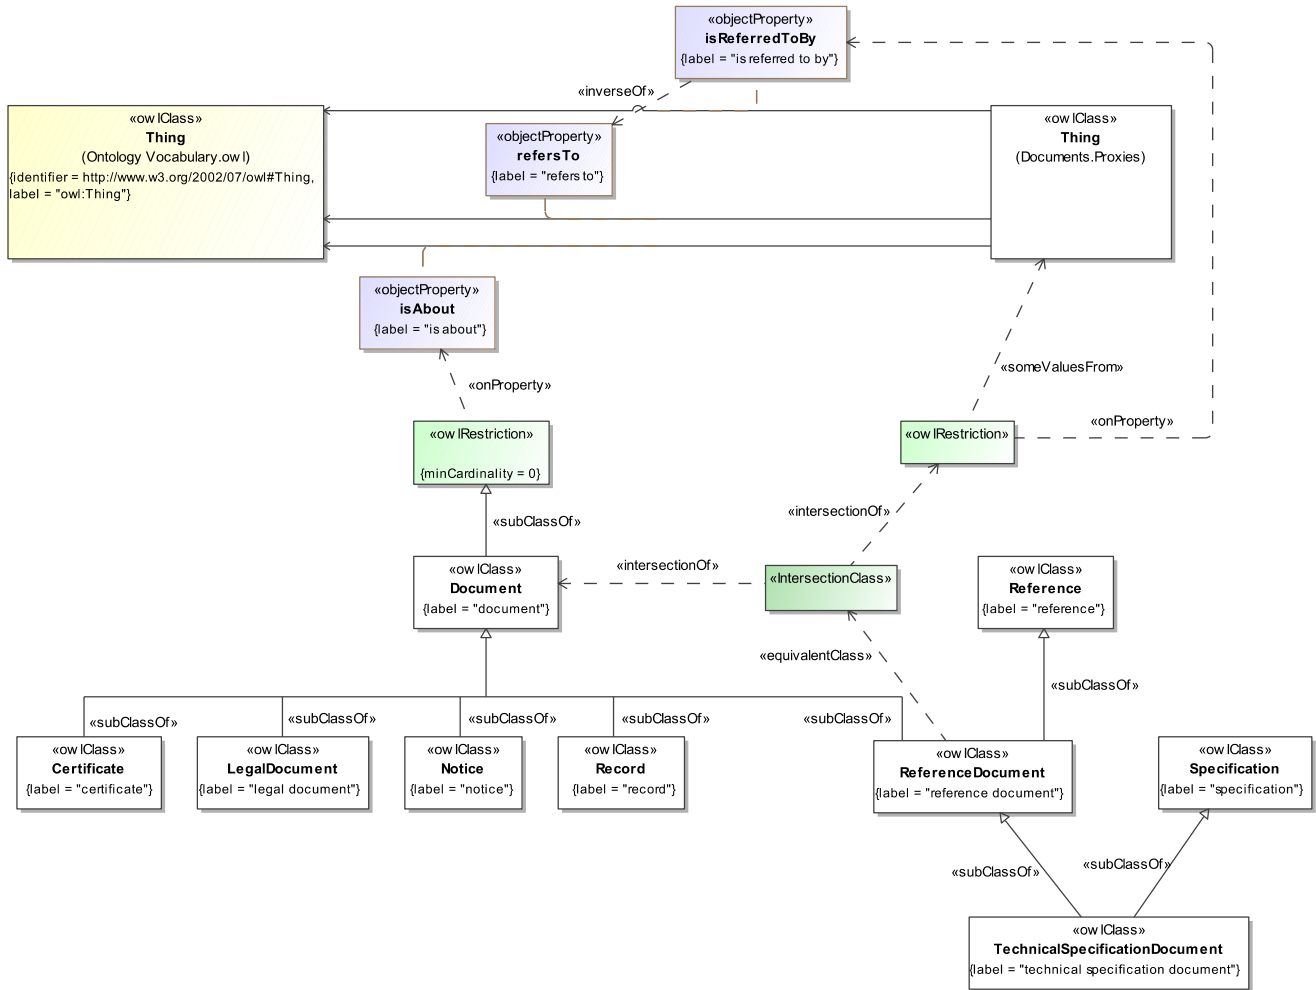 «objectProperty»
isReferredToBy
{label = "is referred to by"}
«inverseOf»
«owlClass»
Thing
(Ontology Vocabulary.owl)
{identifier = http://www.w3.org/2002/07/owl#Thing,
label = "owl:Thing"}
«objectProperty»
refersTo
{label = "refers to"}
«owlClass»
Thing
(Documents.Proxies)
«objectProperty»
isAbout
{label = "is about"}
«onProperty»
«someValuesFrom»
«onProperty»
«owlRestriction»
{minCardinality = 0}
«owlRestriction»
«subClassOf»
«intersectionOf»
«owlClass»
Document
{label = "document"}
«intersectionOf»
«IntersectionClass»
«owlClass»
Reference
{label = "reference"}
«equivalentClass»
«subClassOf»
«subClassOf»
«subClassOf»
«subClassOf»
«subClassOf»
«subClassOf»
«owlClass»
Certificate
{label = "certificate"}
«owlClass»
LegalDocument
{label = "legal document"}
«owlClass»
Notice
{label = "notice"}
«owlClass»
Record
{label = "record"}
«owlClass»
ReferenceDocument
{label = "reference document"}
«owlClass»
Specification
{label = "specification"}
«subClassOf»
«subClassOf»
«owlClass»
TechnicalSpecificationDocument
{label = "technical specification document"}